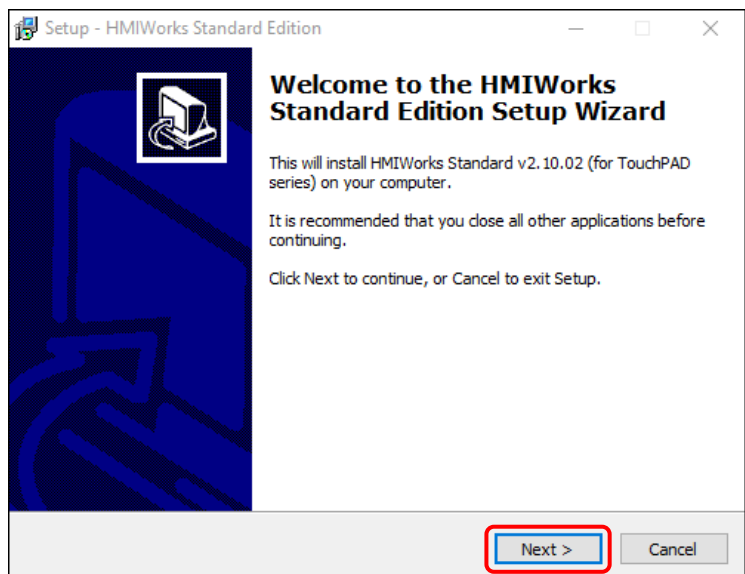 Setup - HMIWorks Standard Edition
Welcome to the HMIWorks
Standard Edition Setup Wizard
This will install HMIWorks Standard v2.10.02 (for TouchPAD
series) on your computer.
It is recommended that you close all other applications before
continuing.
Click Next to continue, or Cancel to exit Setup.
Next >
Cancel